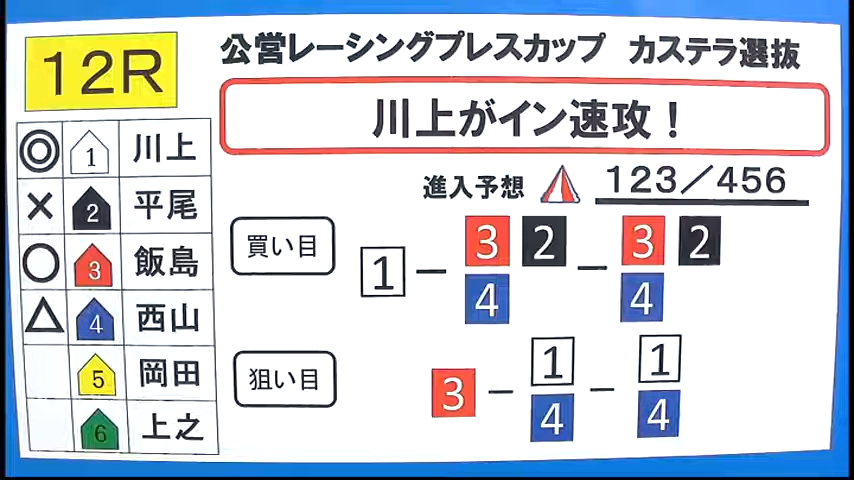 12R
公営レーシングプレスカップ カステラ選抜
川上がイン速攻！
◎ 1 川上
× 2 平尾
○ 3 飯島
△ 4 西山
5 岡田
6 上之
進入予想 123／456
買い目
1 － 3 2 － 3 2
4 4
狙い目
3 － 1 － 1
4 4